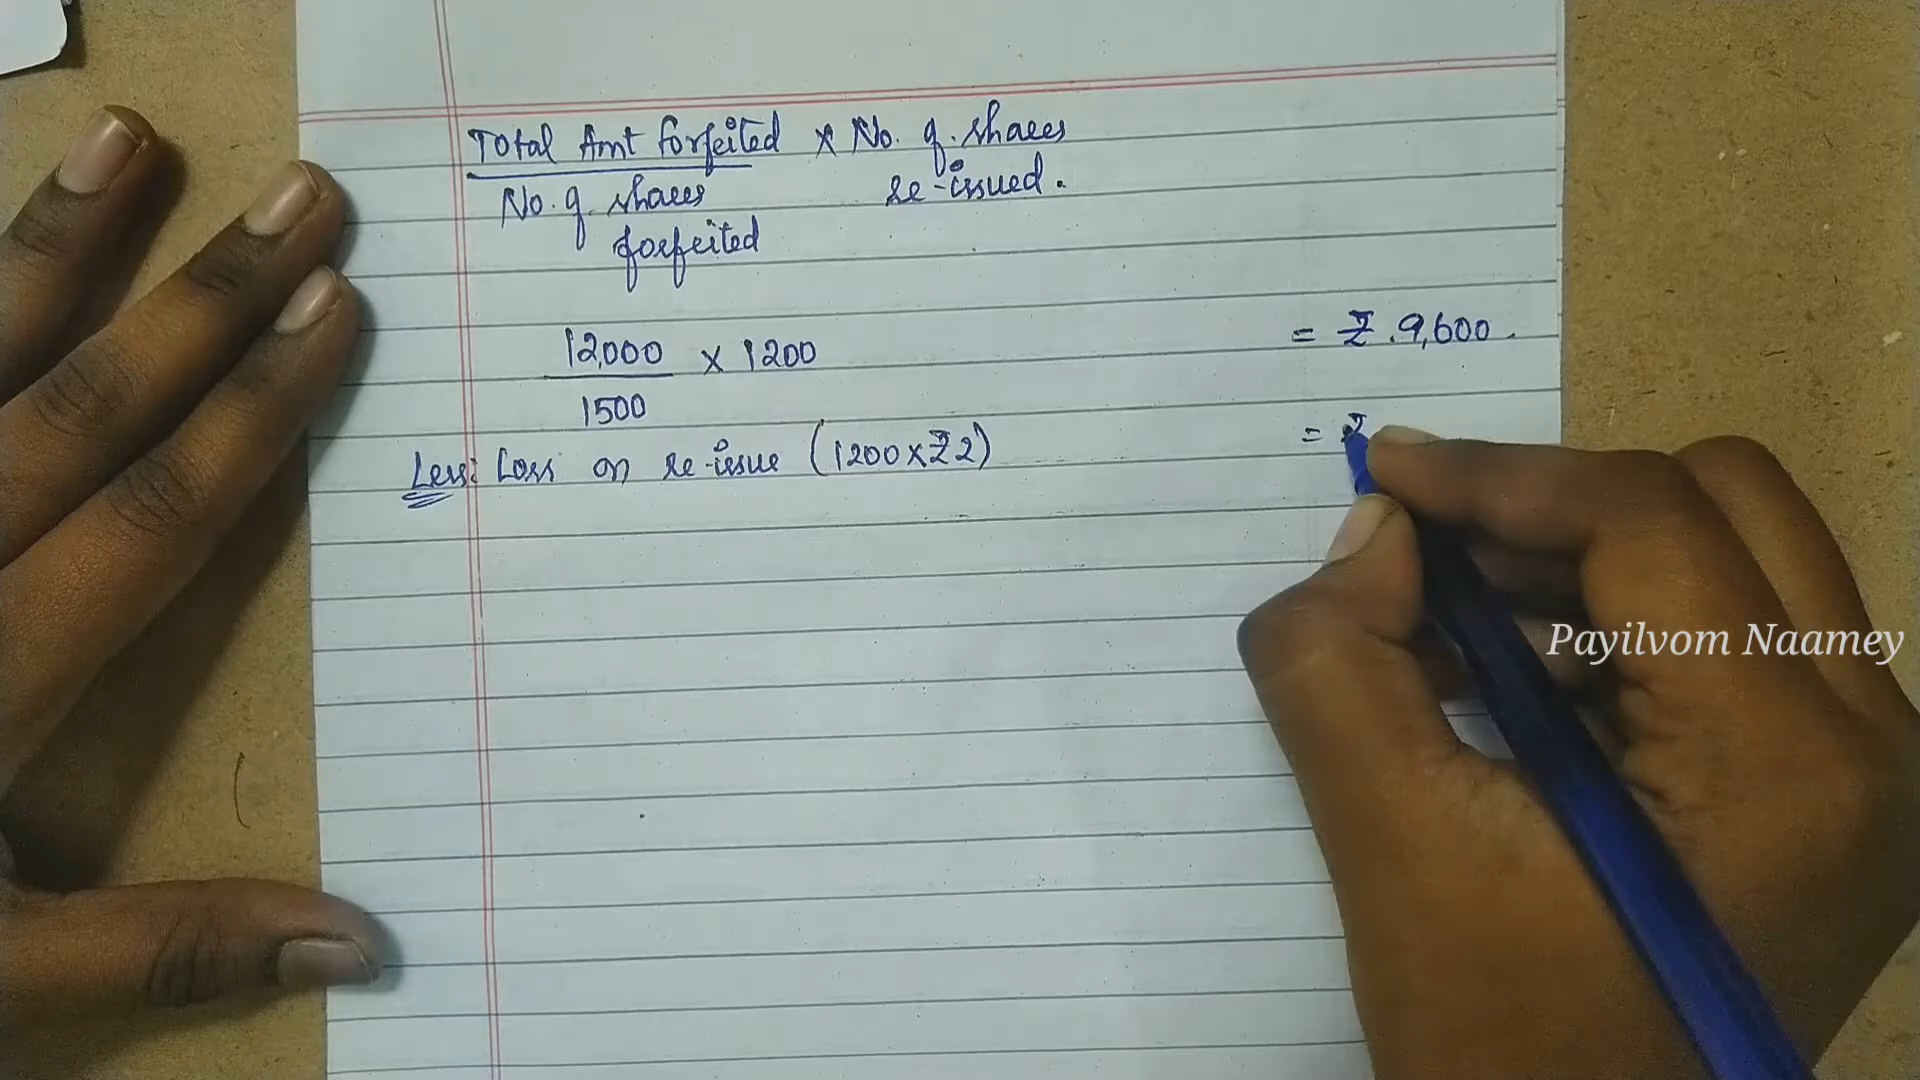 Total Amt forfeited × No. of shares
No. of shares re-issued.
forfeited
12,000 × 1200 = ₹.9,600.
1500
Less: Loss on re-issue (1200×₹2) = ₹
Payilvom Naamey